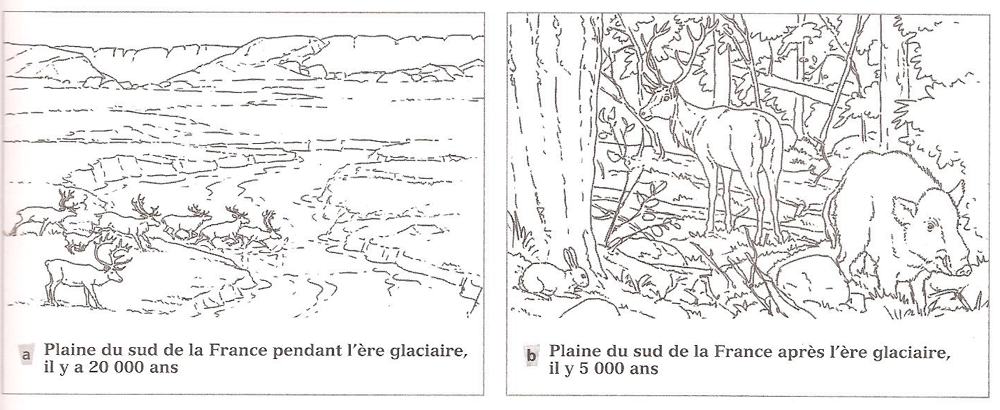 a Plaine du sud de la France pendant l'ère glaciaire,
il y a 20 000 ans
b Plaine du sud de la France après l'ère glaciaire,
il y 5 000 ans